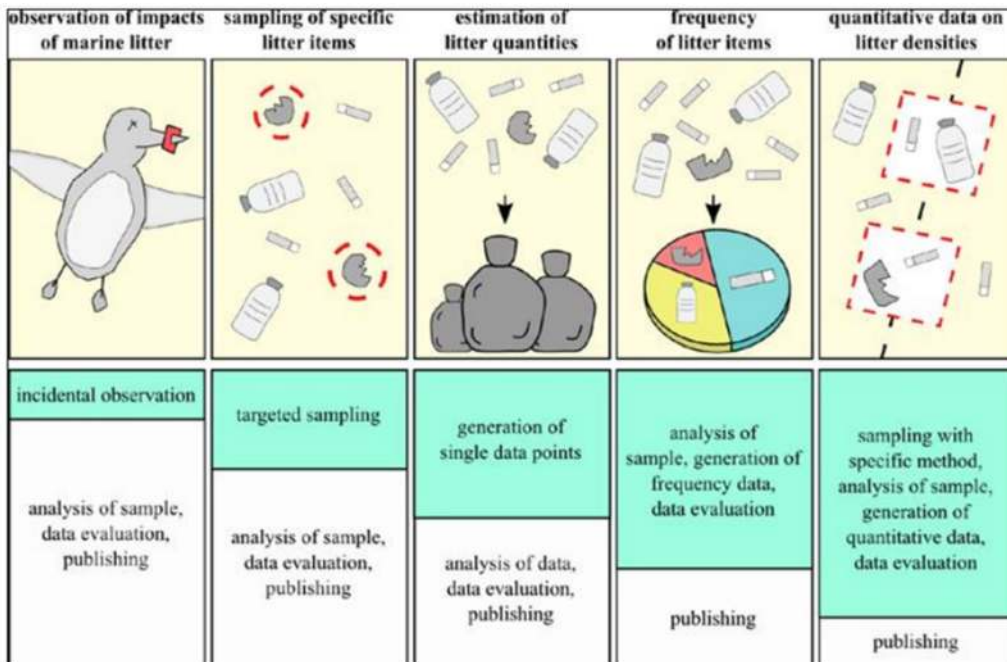 observation of impacts
of marine litter
sampling of specific
litter items
estimation of
litter quantities
frequency
of litter items
quantitative data on
litter densities
incidental observation
analysis of sample,
data evaluation,
publishing
targeted sampling
analysis of sample,
data evaluation,
publishing
generation of
single data points
analysis of data,
data evaluation,
publishing
analysis of
sample, generation of
frequency data,
data evaluation
publishing
sampling with
specific method,
analysis of sample,
generation of
quantitative data,
data evaluation
publishing